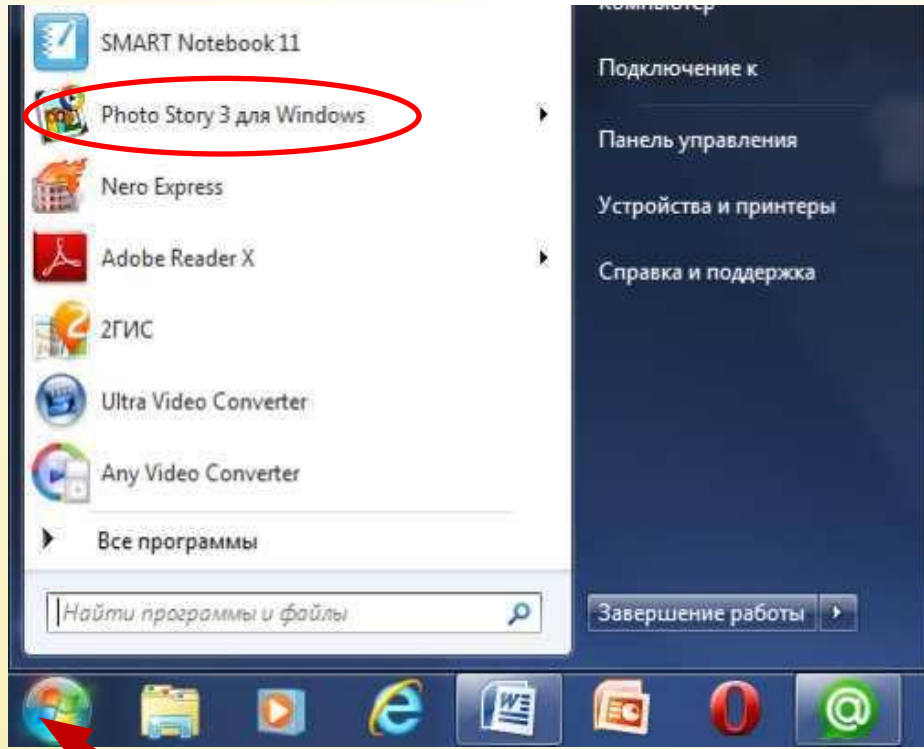 SMART Notebook 11
Photo Story 3 для Windows
Nero Express
Adobe Reader X
2ГИС
Ultra Video Converter
Any Video Converter
Все программы
Найти программы и файлы
Компьютер
Подключение к
Панель управления
Устройства и принтеры
Справка и поддержка
Завершение работы